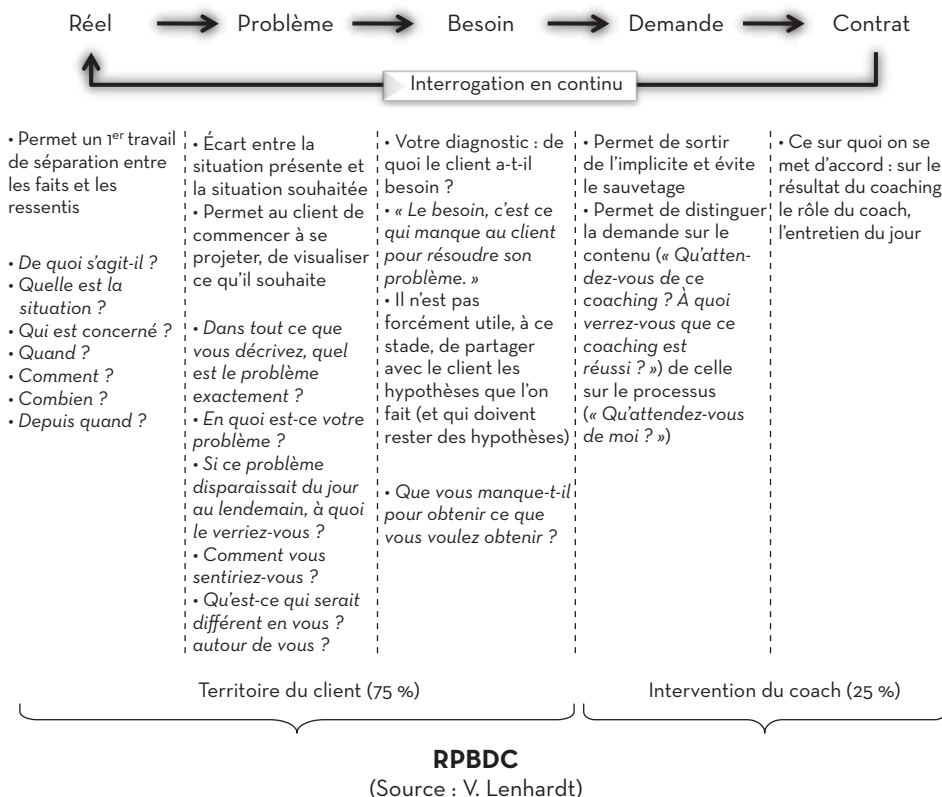 Réel Problème Besoin Demande Contrat
Interrogation en continu
• Permet un 1er travail
de séparation entre
les faits et les
ressentis
• De quoi s'agit-il ?
• Quelle est la
situation ?
• Qui est concerné ?
• Quand ?
• Comment ?
• Combien ?
• Depuis quand ?
• Écart entre la
situation présente et
la situation souhaitée
• Permet au client de
commencer à se
projeter, de visualiser
ce qu'il souhaite
• Dans tout ce que
vous décrivez, quel
est le problème
exactement ?
• En quoi est-ce votre
problème ?
• Si ce problème
disparaissait du jour
au lendemain, à quoi
le verriez-vous ?
• Comment vous
sentiriez-vous ?
• Qu'est-ce qui serait
différent en vous ?
autour de vous ?
• Votre diagnostic : de
quoi le client a-t-il
besoin ?
• « Le besoin, c'est ce
qui manque au client
pour résoudre son
problème. »
• Il n'est pas
forcément utile, à ce
stade, de partager
avec le client les
hypothèses que l'on
fait (et qui doivent
rester des hypothèses)
• Que vous manque-t-il
pour obtenir ce que
vous voulez obtenir ?
• Permet de sortir
de l'implicite et évite
le sauvetage
• Permet de distinguer
la demande sur le
contenu (« Qu'atten-
dez-vous de ce
coaching ? À quoi
verrez-vous que ce
coaching est
réussi ? ») de celle
sur le processus
(« Qu'attendez-vous
de moi ? »)
• Ce sur quoi on se
met d'accord : sur le
résultat du coaching
le rôle du coach,
l'entretien du jour
Territoire du client (75 %)
Intervention du coach (25 %)
RPBDC
(Source : V. Lenhardt)